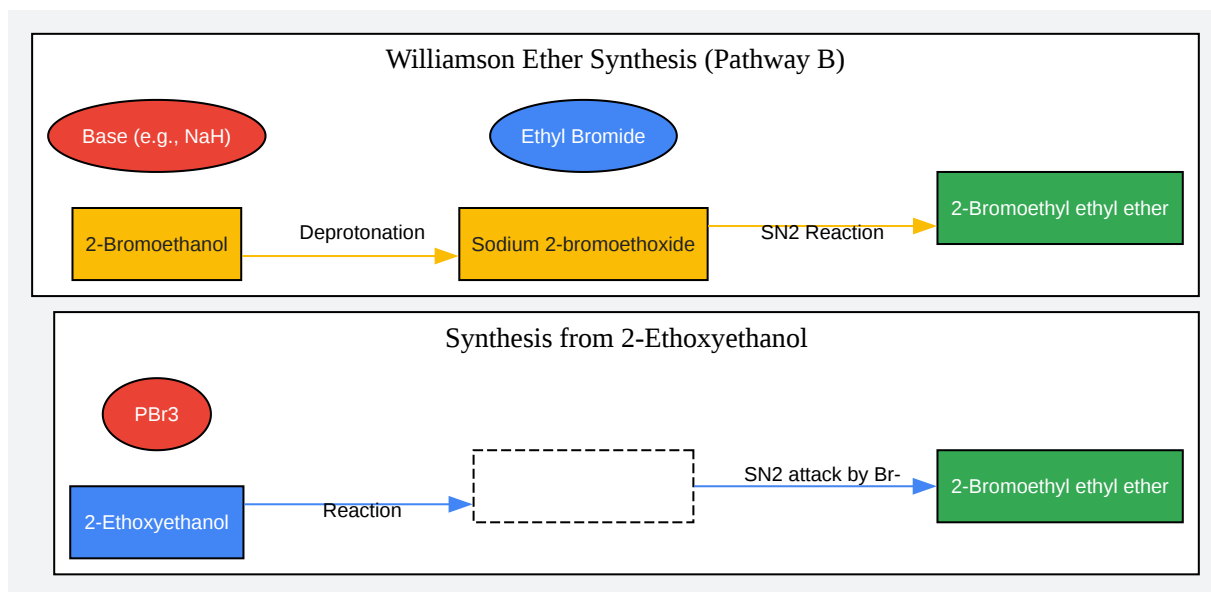 Williamson Ether Synthesis (Pathway B)
Base (e.g., NaH)
Ethyl Bromide
2-Bromoethanol
Deprotonation
Sodium 2-bromoethoxide
SN2 Reaction
2-Bromoethyl ethyl ether
Synthesis from 2-Ethoxyethanol
PBr3
2-Ethoxyethanol
Reaction
SN2 attack by Br-
2-Bromoethyl ethyl ether